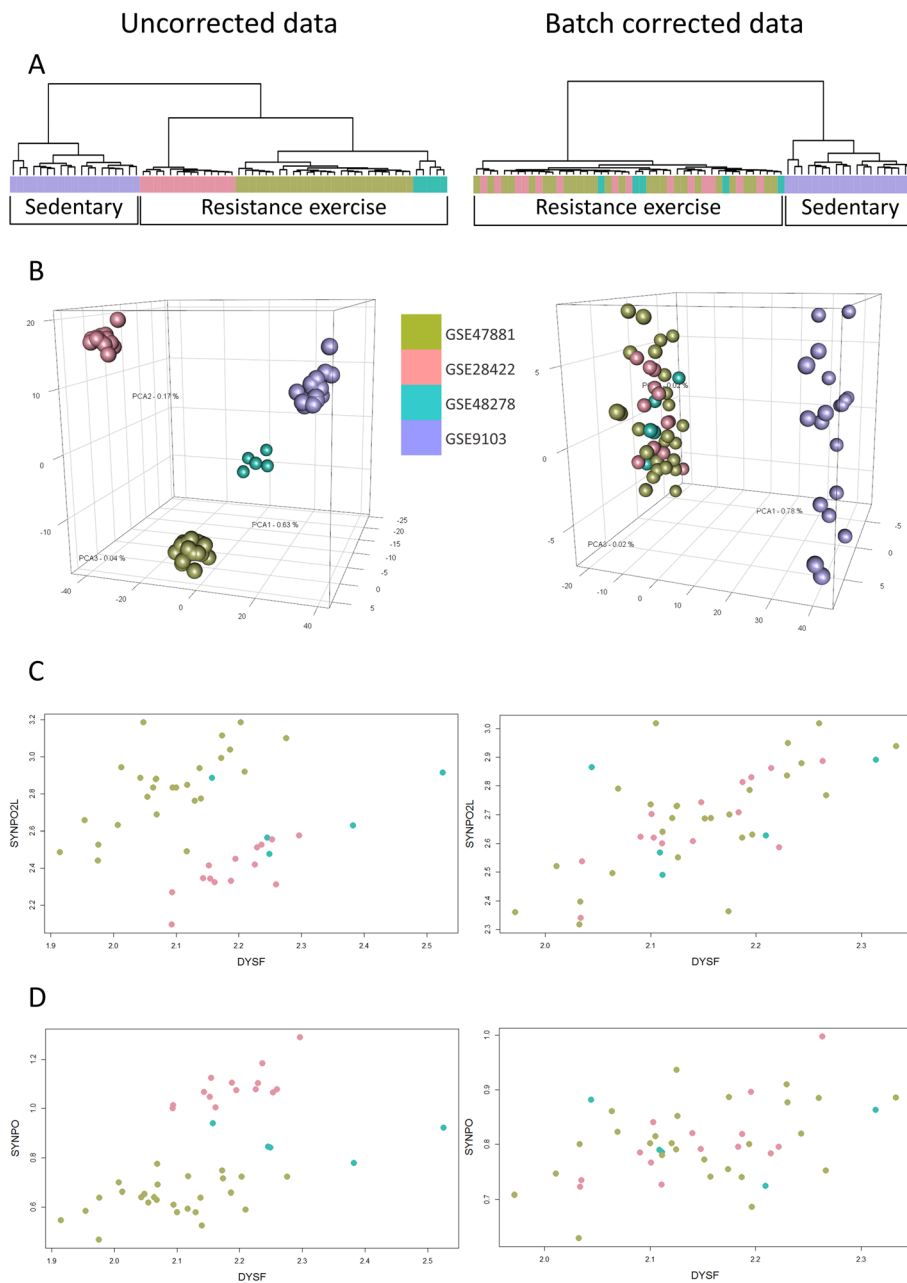 Uncorrected data
Batch corrected data
A
Sedentary
Resistance exercise
Resistance exercise
Sedentary
B
20
10
0
-10
PCA2 - 0.17 %
PCA1 - 0.63 %
PCA3 - 0.04 %
-40
-20
0
20
40
-25
-20
-15
-10
-5
0
5
GSE47881
GSE28422
GSE48278
GSE9103
5
0
-5
PCA1 - 0.78 %
PCA3 - 0.02 %
-20
-10
0
10
20
30
40
-5
0
5
C
SYNPO2L
3.2
3.0
2.8
2.6
2.4
2.2
1.9
2.0
2.1
2.2
2.3
2.4
2.5
DYSF
SYNPO2L
3.0
2.9
2.8
2.7
2.6
2.5
2.4
2.3
2.0
2.1
2.2
2.3
DYSF
D
SYNPO
1.2
1.0
0.8
0.6
1.9
2.0
2.1
2.2
2.3
2.4
2.5
DYSF
SYNPO
1.0
0.9
0.8
0.7
2.0
2.1
2.2
2.3
DYSF